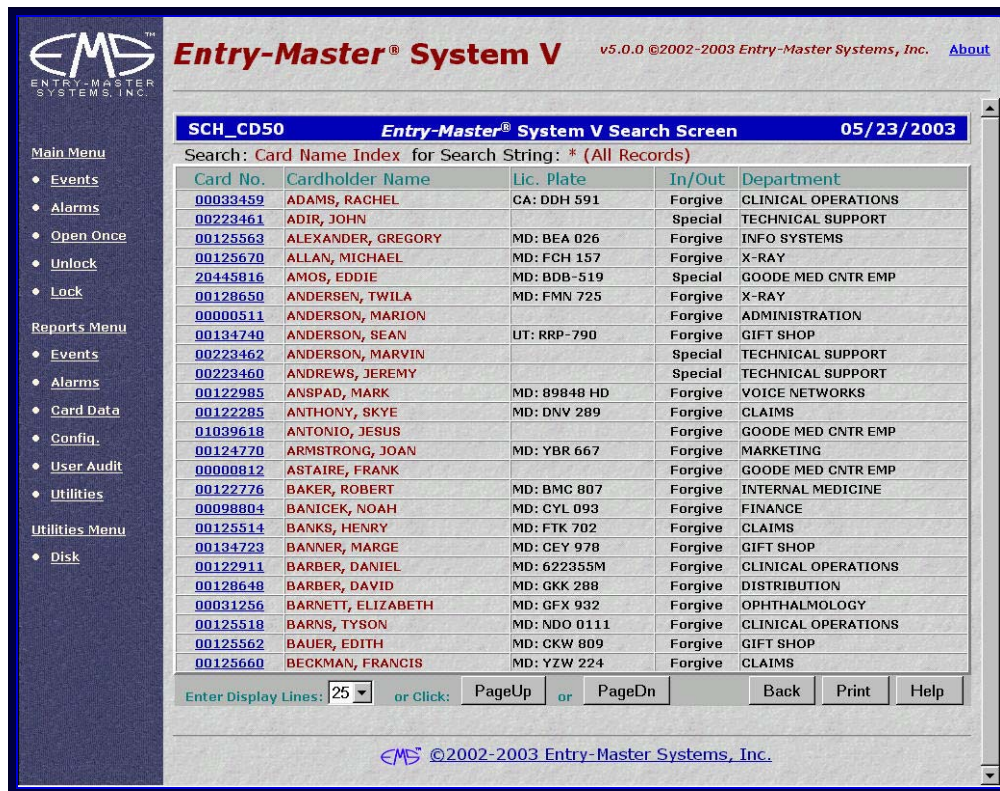 EMS™
ENTRY-MASTER
SYSTEMS, INC.
Entry-Master® System V v5.0.0 ©2002-2003 Entry-Master Systems, Inc. About
SCH_CD50 Entry-Master® System V Search Screen 05/23/2003
Search: Card Name Index for Search String: * (All Records)
Main Menu
• Events
• Alarms
• Open Once
• Unlock
• Lock
Reports Menu
• Events
• Alarms
• Card Data
• Config.
• User Audit
• Utilities
Utilities Menu
• Disk
Card No. Cardholder Name Lic. Plate In/Out Department
00033459 ADAMS, RACHEL CA: DDH 591 Forgive CLINICAL OPERATIONS
00223461 ADIR, JOHN Special TECHNICAL SUPPORT
00125563 ALEXANDER, GREGORY MD: BEA 026 Forgive INFO SYSTEMS
00125670 ALLAN, MICHAEL MD: FCH 157 Forgive X-RAY
20445816 AMOS, EDDIE MD: BDB-519 Special GOODE MED CNTR EMP
00128650 ANDERSEN, TWILA MD: FMN 725 Forgive X-RAY
00000511 ANDERSON, MARION Forgive ADMINISTRATION
00134740 ANDERSON, SEAN UT: RRP-790 Forgive GIFT SHOP
00223462 ANDERSON, MARVIN Special TECHNICAL SUPPORT
00223460 ANDREWS, JEREMY Special TECHNICAL SUPPORT
00122985 ANSPAD, MARK MD: 89848 HD Forgive VOICE NETWORKS
00122285 ANTHONY, SKYE MD: DNV 289 Forgive CLAIMS
01039618 ANTONIO, JESUS Forgive GOODE MED CNTR EMP
00124770 ARMSTRONG, JOAN MD: YBR 667 Forgive MARKETING
00000812 ASTAIRE, FRANK Forgive GOODE MED CNTR EMP
00122776 BAKER, ROBERT MD: BMC 807 Forgive INTERNAL MEDICINE
00098804 BANICEK, NOAH MD: CYL 093 Forgive FINANCE
00125514 BANKS, HENRY MD: FTK 702 Forgive CLAIMS
00134723 BANNER, MARGE MD: CEY 978 Forgive GIFT SHOP
00122911 BARBER, DANIEL MD: 622355M Forgive CLINICAL OPERATIONS
00128648 BARBER, DAVID MD: GKK 288 Forgive DISTRIBUTION
00031256 BARNETT, ELIZABETH MD: GFX 932 Forgive OPHTHALMOLOGY
00125518 BARNS, TYSON MD: NDO 0111 Forgive CLINICAL OPERATIONS
00125562 BAUER, EDITH MD: CKW 809 Forgive GIFT SHOP
00125660 BECKMAN, FRANCIS MD: YZW 224 Forgive CLAIMS
Enter Display Lines: 25 or Click: PageUp or PageDn Back Print Help
EMS™ ©2002-2003 Entry-Master Systems, Inc.